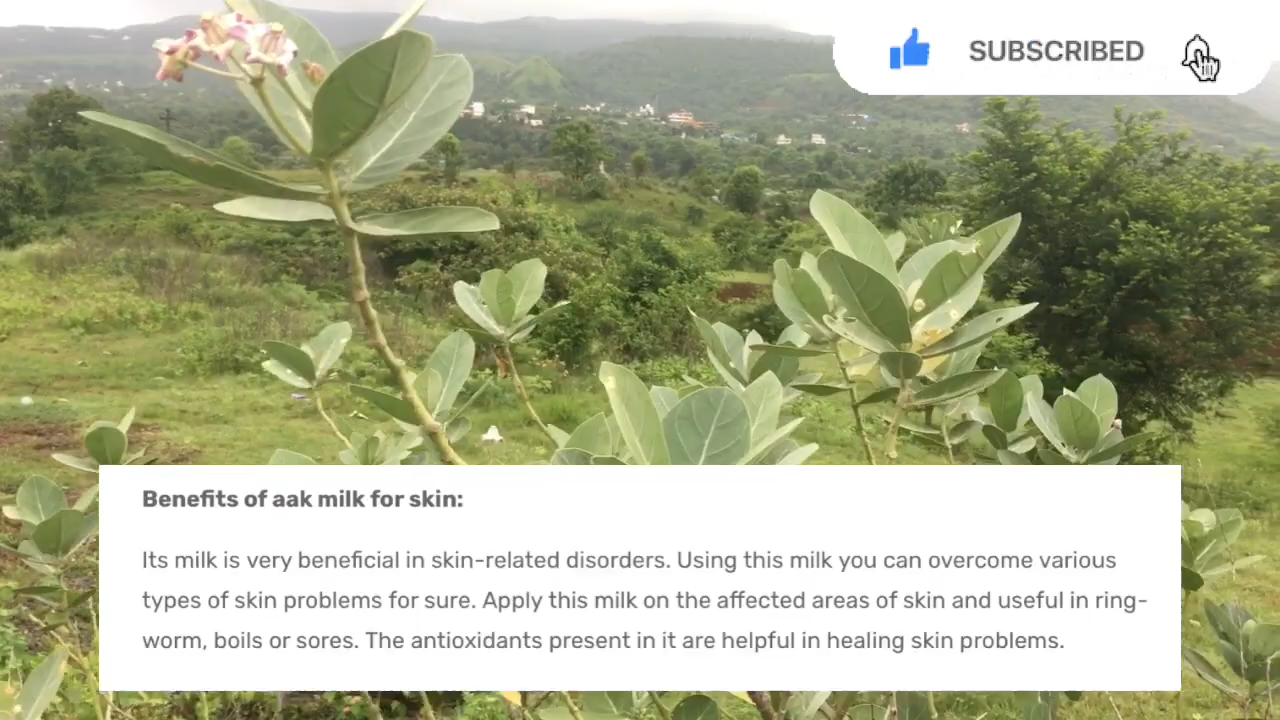 SUBSCRIBED
Benefits of aak milk for skin:
Its milk is very beneficial in skin-related disorders. Using this milk you can overcome various
types of skin problems for sure. Apply this milk on the affected areas of skin and useful in ring-
worm, boils or sores. The antioxidants present in it are helpful in healing skin problems.